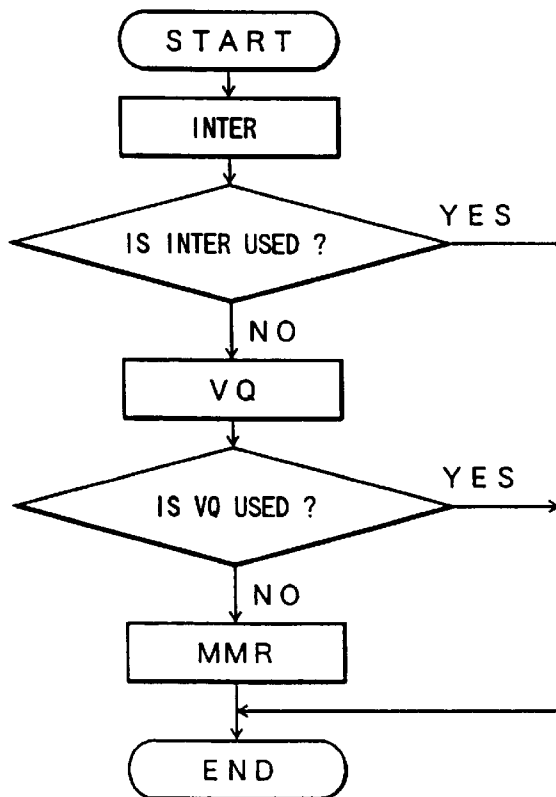 START
INTER
IS INTER USED ?
YES
NO
VQ
IS VQ USED ?
YES
NO
MMR
END